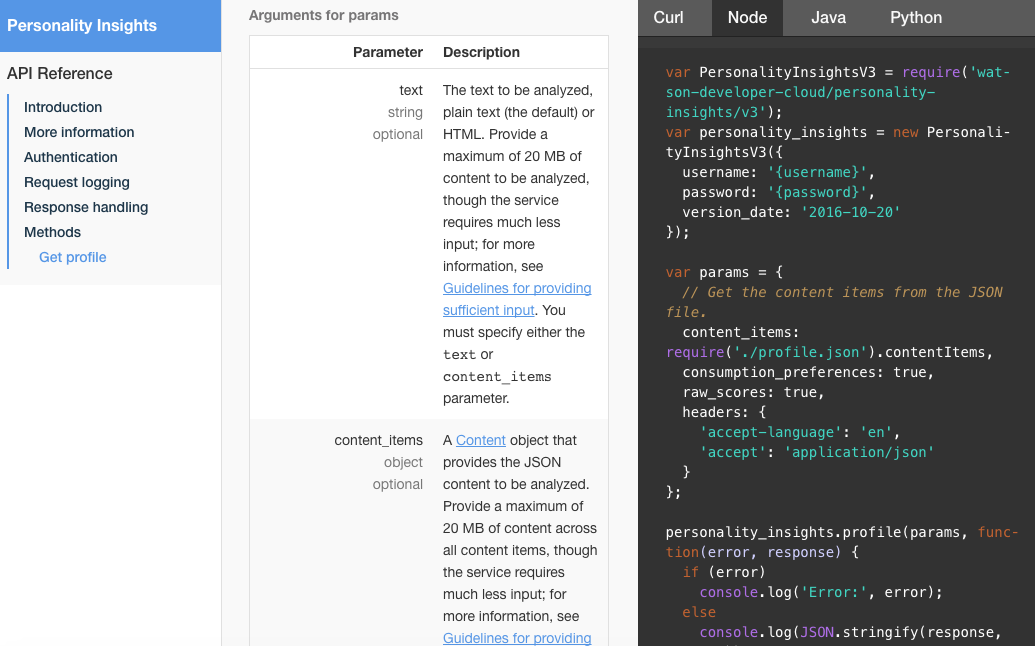 Personality Insights
API Reference
Introduction
More information
Authentication
Request logging
Response handling
Methods
Get profile
Arguments for params
Parameter Description
text
string
optional
The text to be analyzed,
plain text (the default) or
HTML. Provide a
maximum of 20 MB of
content to be analyzed,
though the service
requires much less
input; for more
information, see
Guidelines for providing
sufficient input. You
must specify either the
text or
content_items
parameter.
content_items
object
optional
A Content object that
provides the JSON
content to be analyzed.
Provide a maximum of
20 MB of content across
all content items, though
the service requires
much less input; for
more information, see
Guidelines for providing
Curl Node Java Python
var PersonalityInsightsV3 = require('wat-
son-developer-cloud/personality-
insights/v3');
var personality_insights = new Personali-
tyInsightsV3({
  username: '{username}',
  password: '{password}',
  version_date: '2016-10-20'
});
var params = {
  // Get the content items from the JSON
file.
  content_items:
require('./profile.json').contentItems,
  consumption_preferences: true,
  raw_scores: true,
  headers: {
    'accept-language': 'en',
    'accept': 'application/json'
  }
};
personality_insights.profile(params, func-
tion(error, response) {
  if (error)
    console.log('Error:', error);
  else
    console.log(JSON.stringify(response,